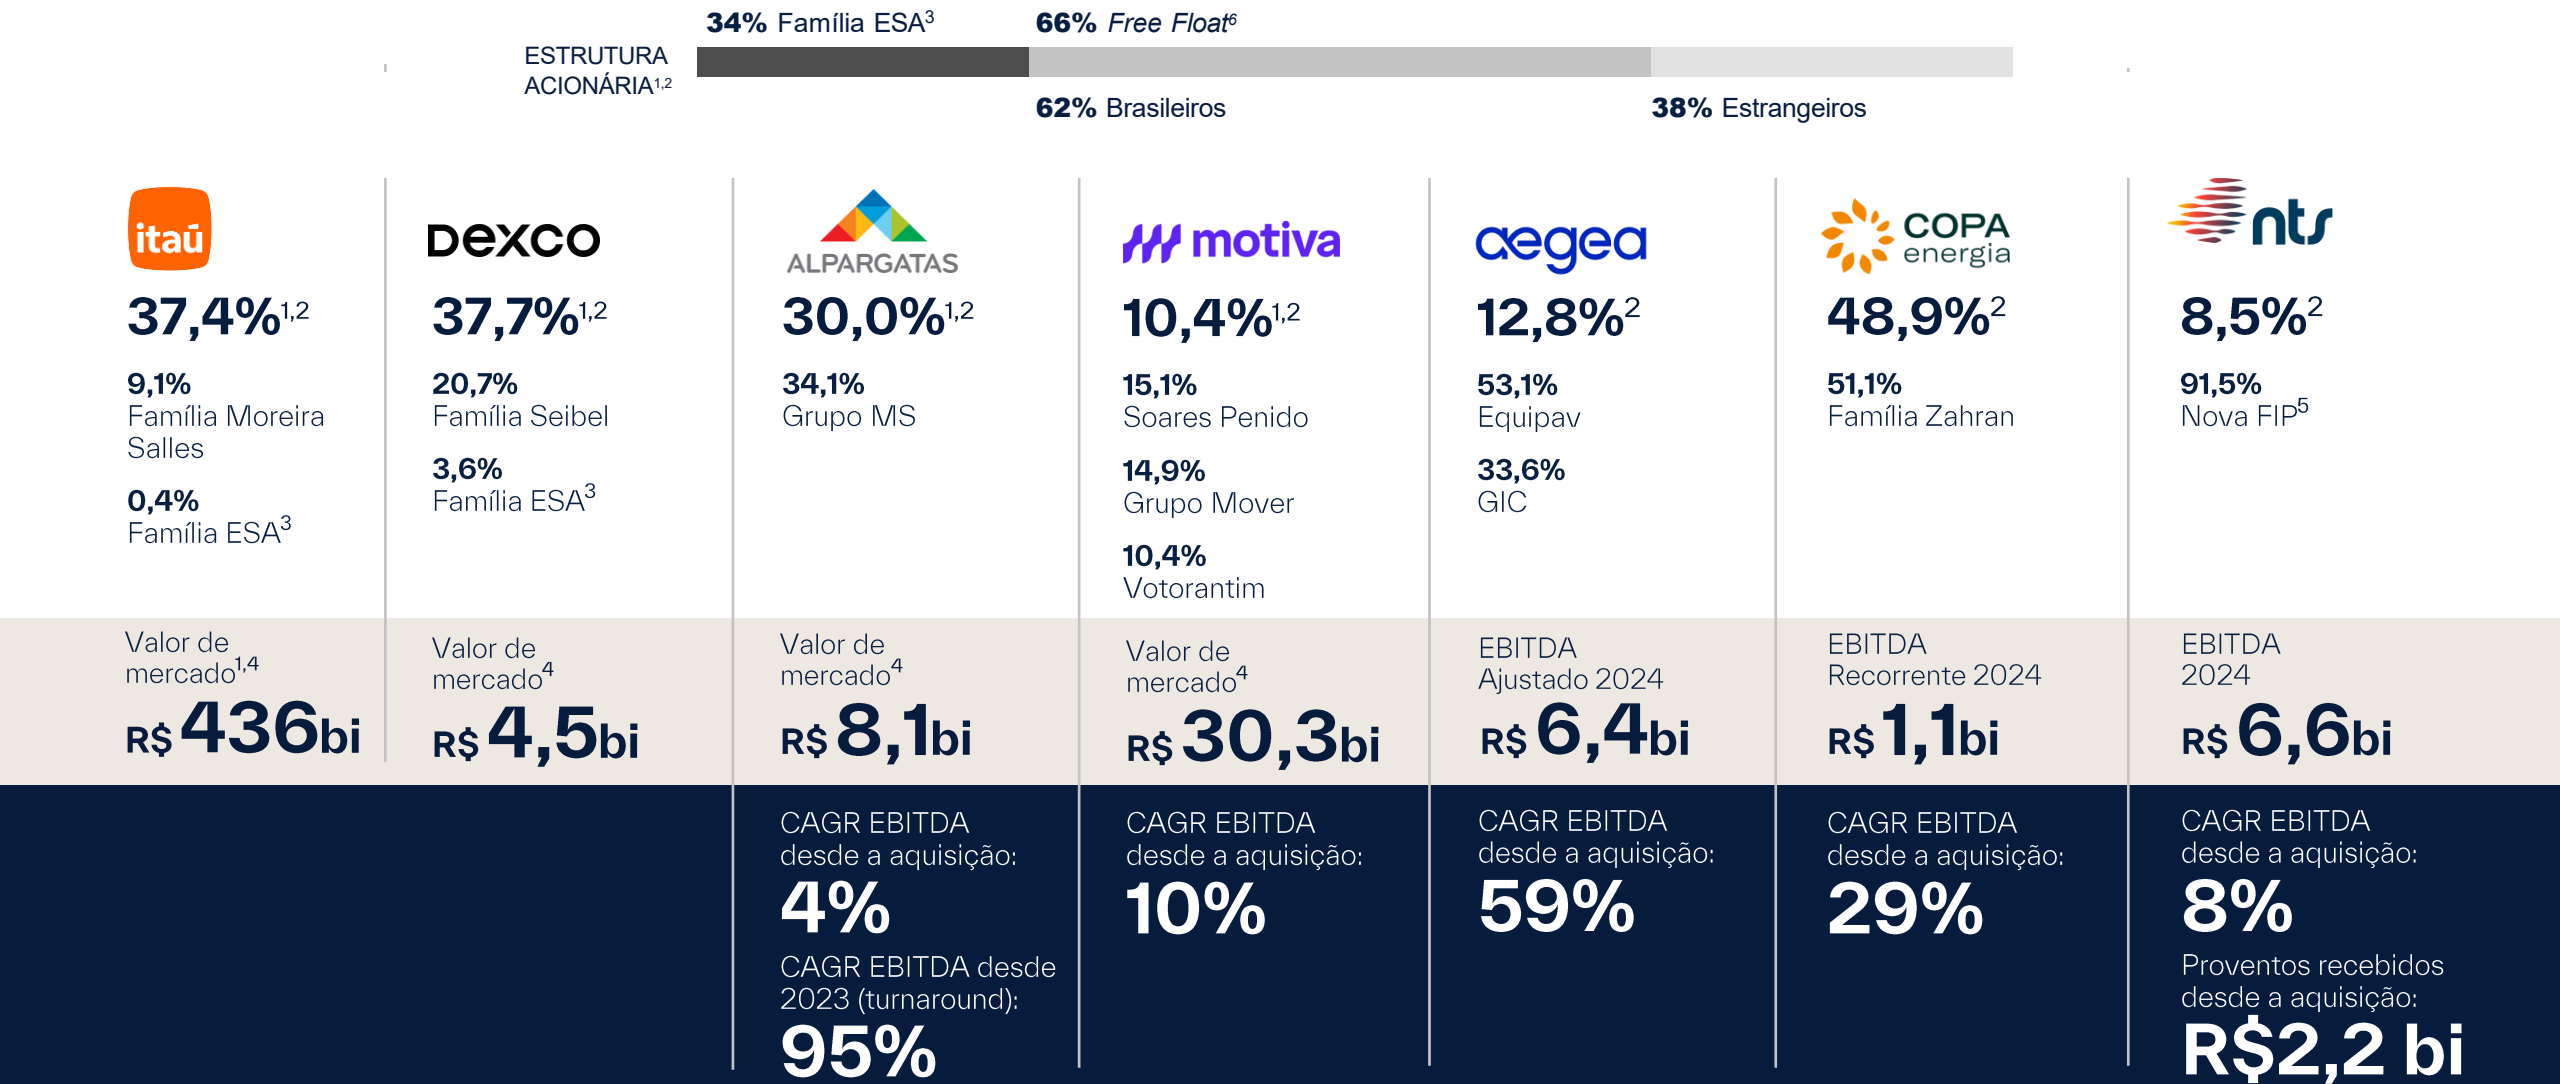 34% Família ESA3
66% Free Float6
ESTRUTURA
ACIONÁRIA1,2
62% Brasileiros
38% Estrangeiros
itaú
37,4%1,2
9,1%
Família Moreira
Salles
0,4%
Família ESA3
Valor de
mercado1,4
R$ 436bi
Dexco
37,7%1,2
20,7%
Família Seibel
3,6%
Família ESA3
Valor de
mercado4
R$ 4,5bi
ALPARGATAS
30,0%1,2
34,1%
Grupo MS
Valor de
mercado4
R$ 8,1bi
CAGR EBITDA
desde a aquisição:
4%
CAGR EBITDA desde
2023 (turnaround):
95%
motiva
10,4%1,2
15,1%
Soares Penido
14,9%
Grupo Mover
10,4%
Votorantim
Valor de
mercado4
R$ 30,3bi
CAGR EBITDA
desde a aquisição:
10%
aegea
12,8%2
53,1%
Equipav
33,6%
GIC
EBITDA
Ajustado 2024
R$ 6,4bi
CAGR EBITDA
desde a aquisição:
59%
COPA
energia
48,9%2
51,1%
Família Zahran
EBITDA
Recorrente 2024
R$ 1,1bi
CAGR EBITDA
desde a aquisição:
29%
nts
8,5%2
91,5%
Nova FIP5
EBITDA
2024
R$ 6,6bi
CAGR EBITDA
desde a aquisição:
8%
Proventos recebidos
desde a aquisição:
R$2,2 bi